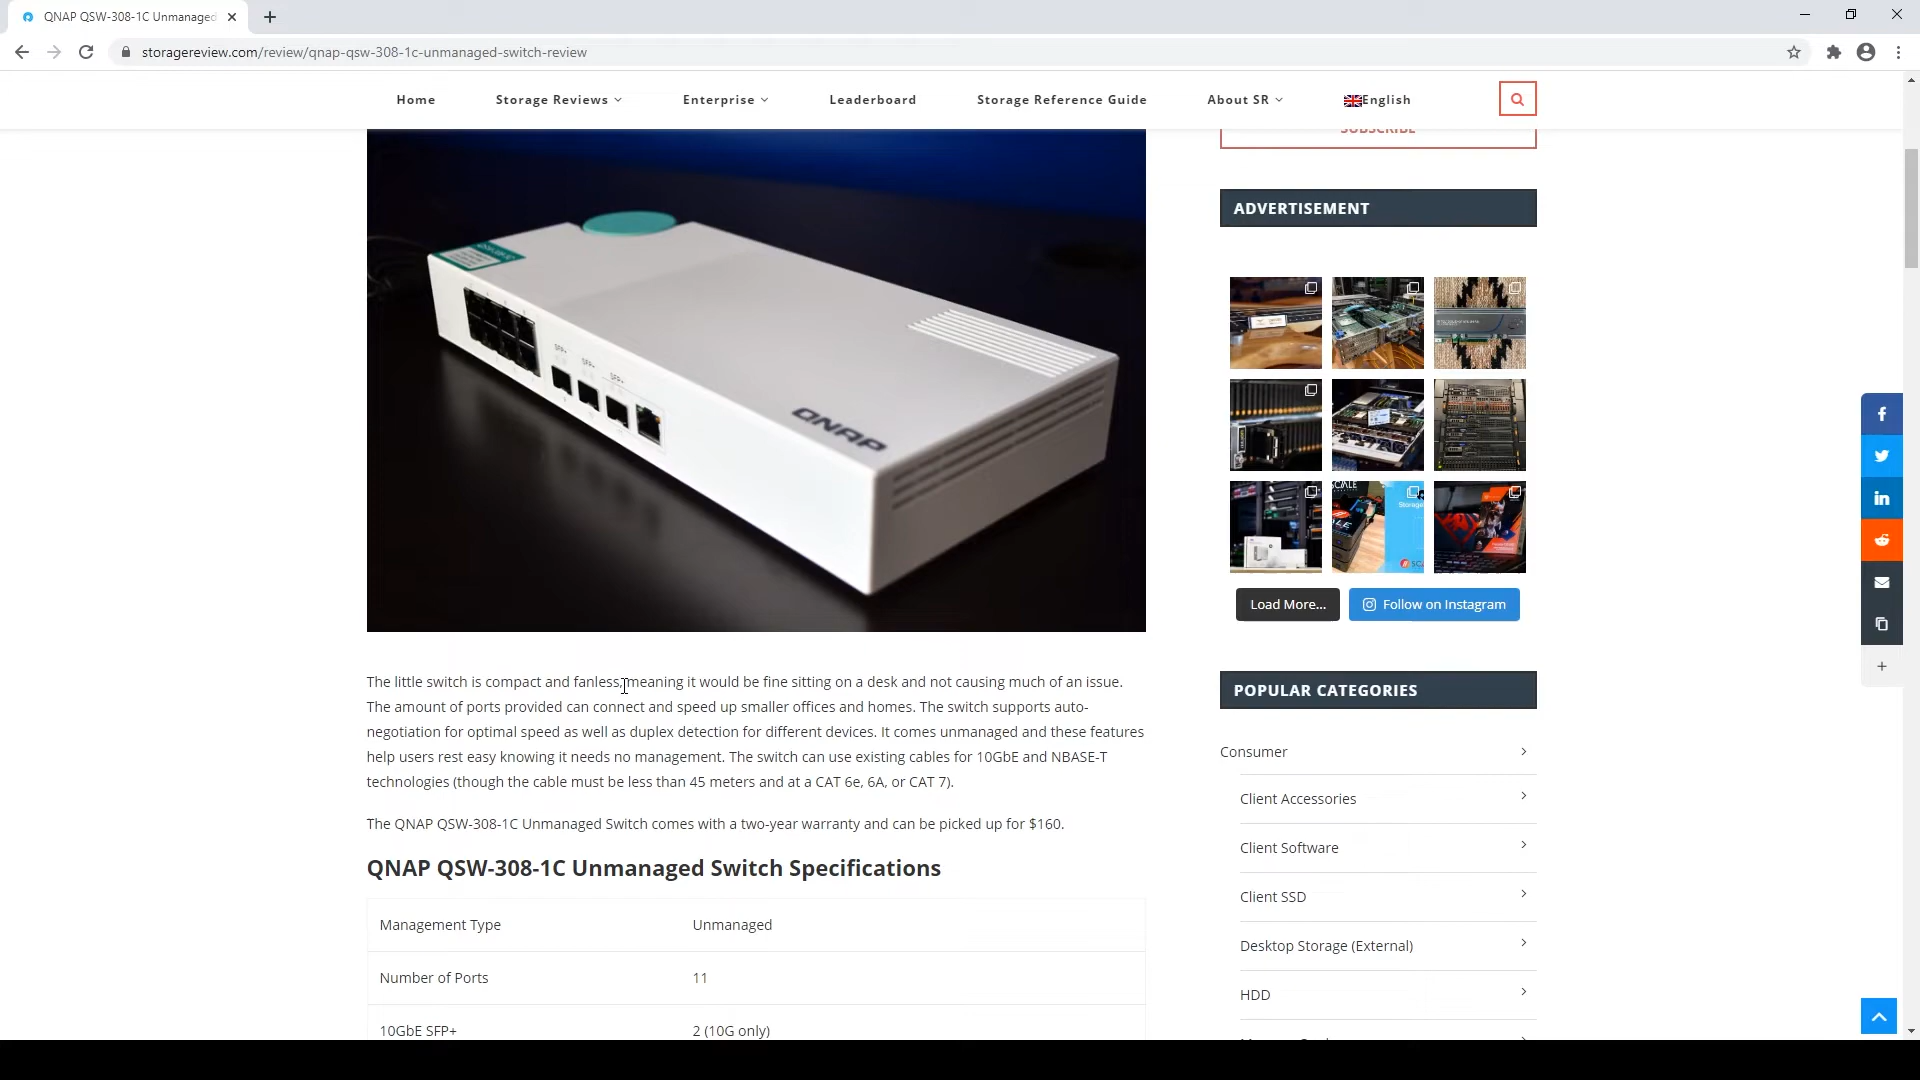 QNAP QSW-308-1C Unmanaged
storagereview.com/review/qnap-qsw-308-1c-unmanaged-switch-review
Home
Storage Reviews
Enterprise
Leaderboard
Storage Reference Guide
About SR
English
SUBSCRIBE
ADVERTISEMENT
SFP+
SFP+
SFP+
QNAP
Load More...
Follow on Instagram
The little switch is compact and fanless, meaning it would be fine sitting on a desk and not causing much of an issue.
The amount of ports provided can connect and speed up smaller offices and homes. The switch supports auto-
negotiation for optimal speed as well as duplex detection for different devices. It comes unmanaged and these features
help users rest easy knowing it needs no management. The switch can use existing cables for 10GbE and NBASE-T
technologies (though the cable must be less than 45 meters and at a CAT 6e, 6A, or CAT 7).
The QNAP QSW-308-1C Unmanaged Switch comes with a two-year warranty and can be picked up for $160.
QNAP QSW-308-1C Unmanaged Switch Specifications
Management Type
Unmanaged
Number of Ports
11
10GbE SFP+
2 (10G only)
POPULAR CATEGORIES
Consumer
Client Accessories
Client Software
Client SSD
Desktop Storage (External)
HDD